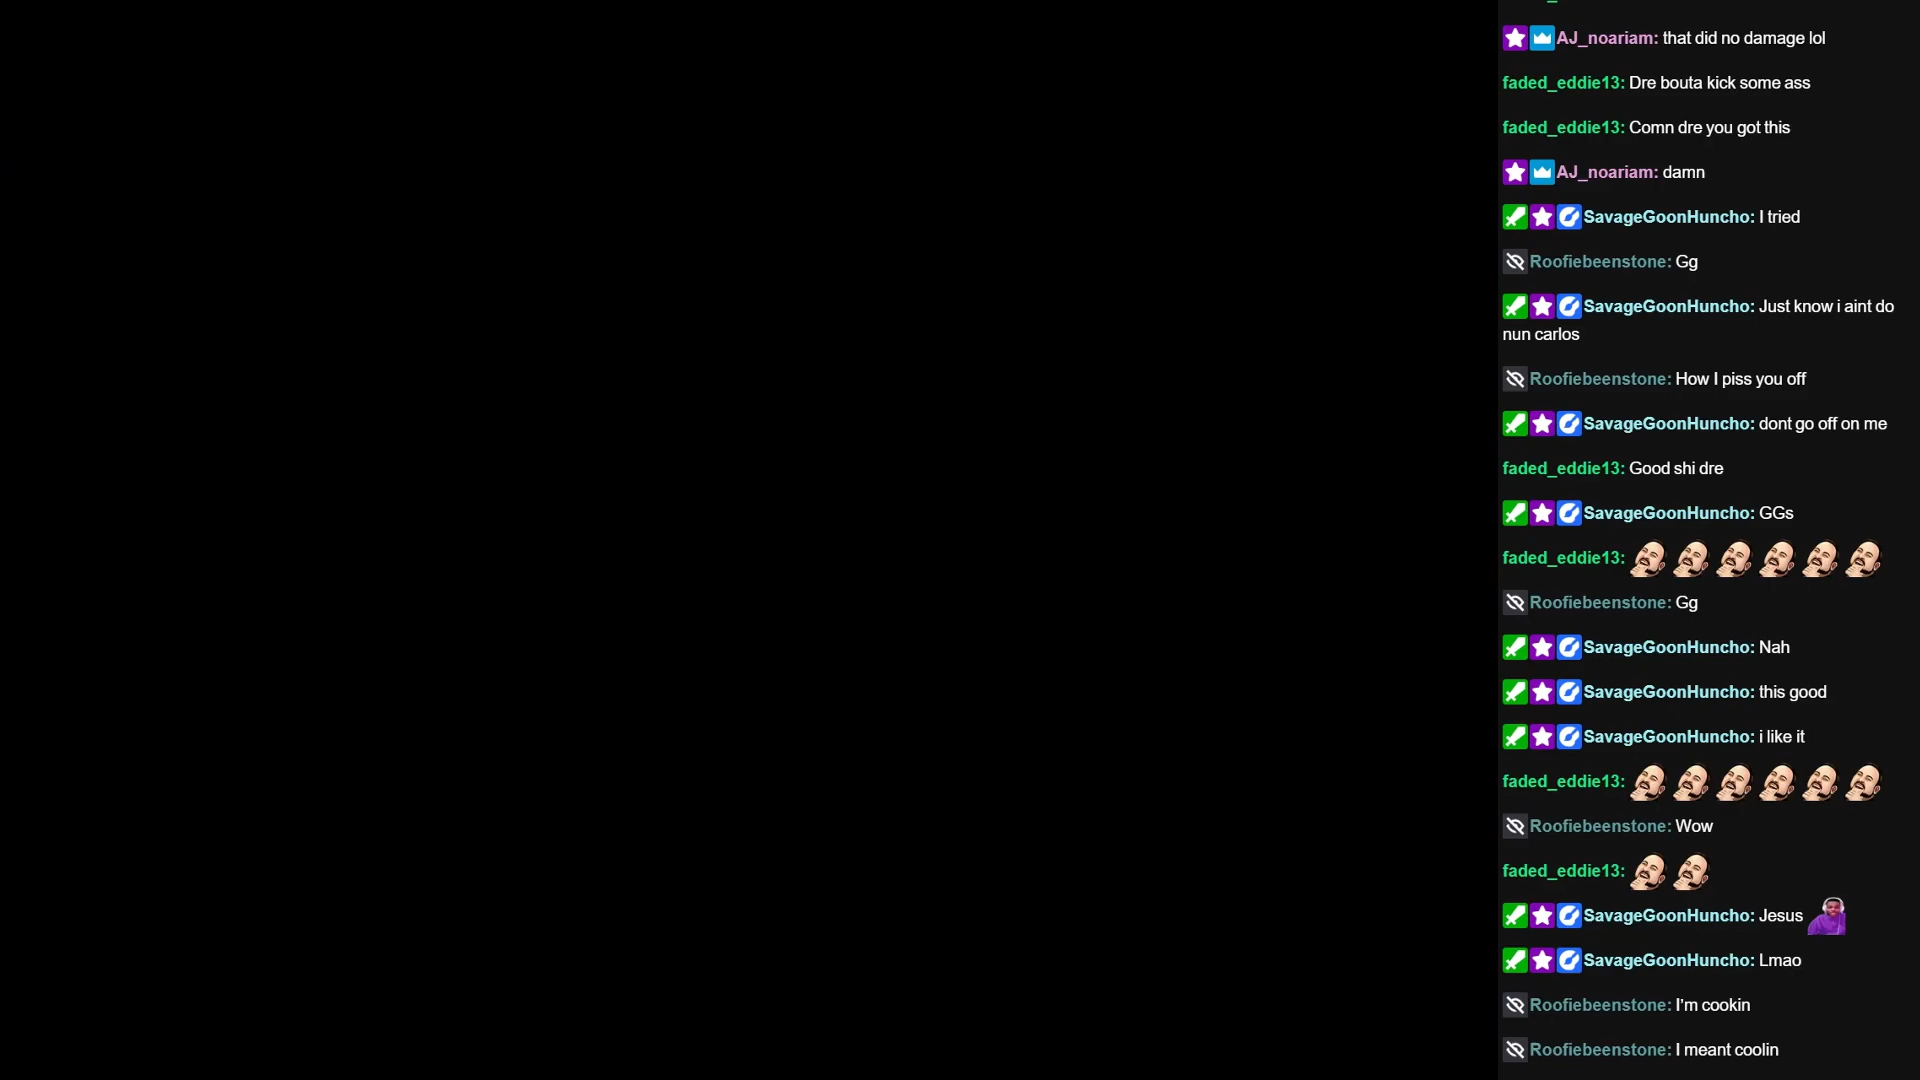 AJ_noariam: that did no damage lol
faded_eddie13: Dre bouta kick some ass
faded_eddie13: Comn dre you got this
AJ_noariam: damn
SavageGoonHuncho: I tried
Roofiebeenstone: Gg
SavageGoonHuncho: Just know i aint do
nun carlos
Roofiebeenstone: How I piss you off
SavageGoonHuncho: dont go off on me
faded_eddie13: Good shi dre
SavageGoonHuncho: GGs
faded_eddie13:
Roofiebeenstone: Gg
SavageGoonHuncho: Nah
SavageGoonHuncho: this good
SavageGoonHuncho: i like it
faded_eddie13:
Roofiebeenstone: Wow
faded_eddie13:
SavageGoonHuncho: Jesus
SavageGoonHuncho: Lmao
Roofiebeenstone: I'm cookin
Roofiebeenstone: I meant coolin